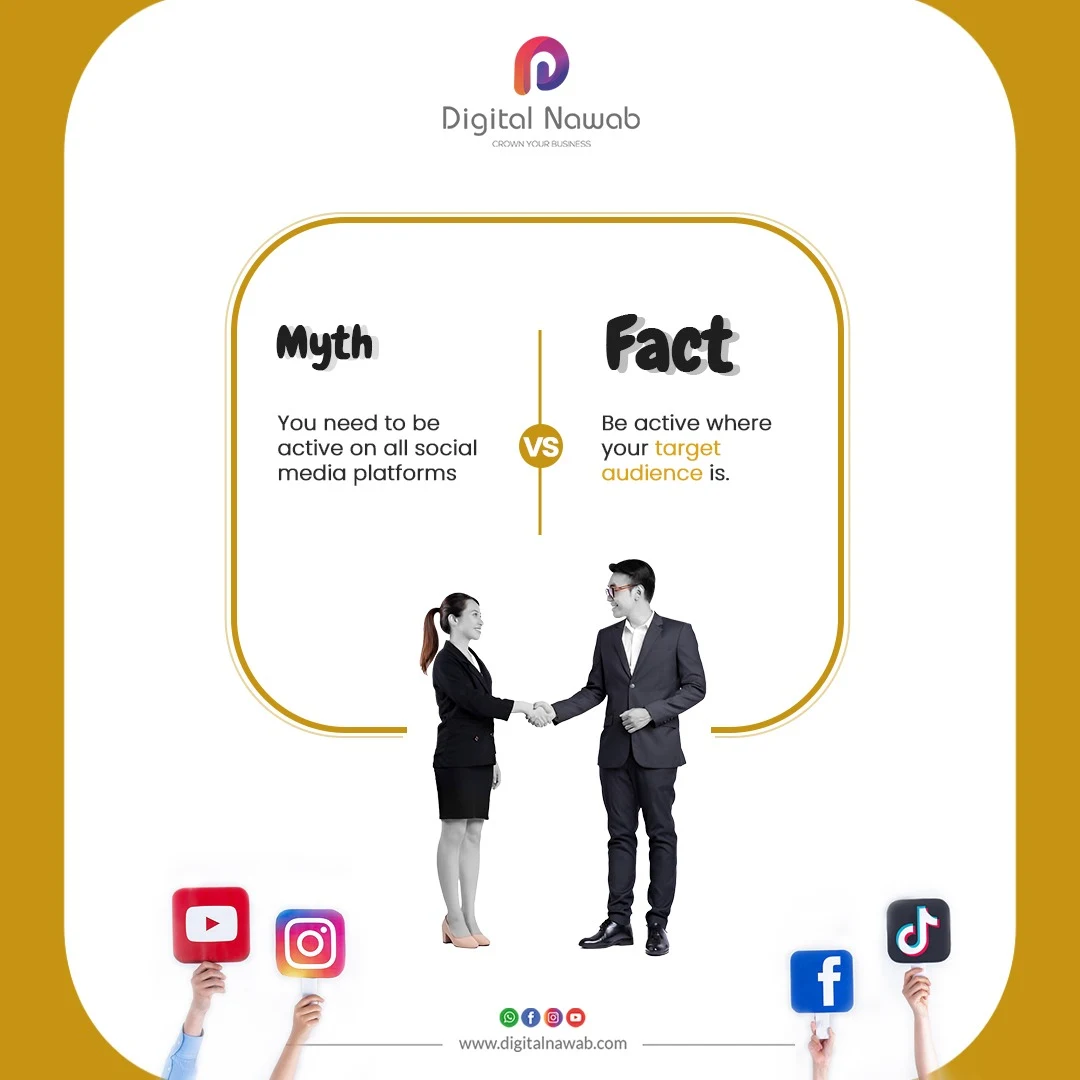 Digital Nawab
CROWN YOUR BUSINESS
Myth
You need to be
active on all social
media platforms
VS
Fact
Be active where
your target
audience is.
www.digitalnawab.com